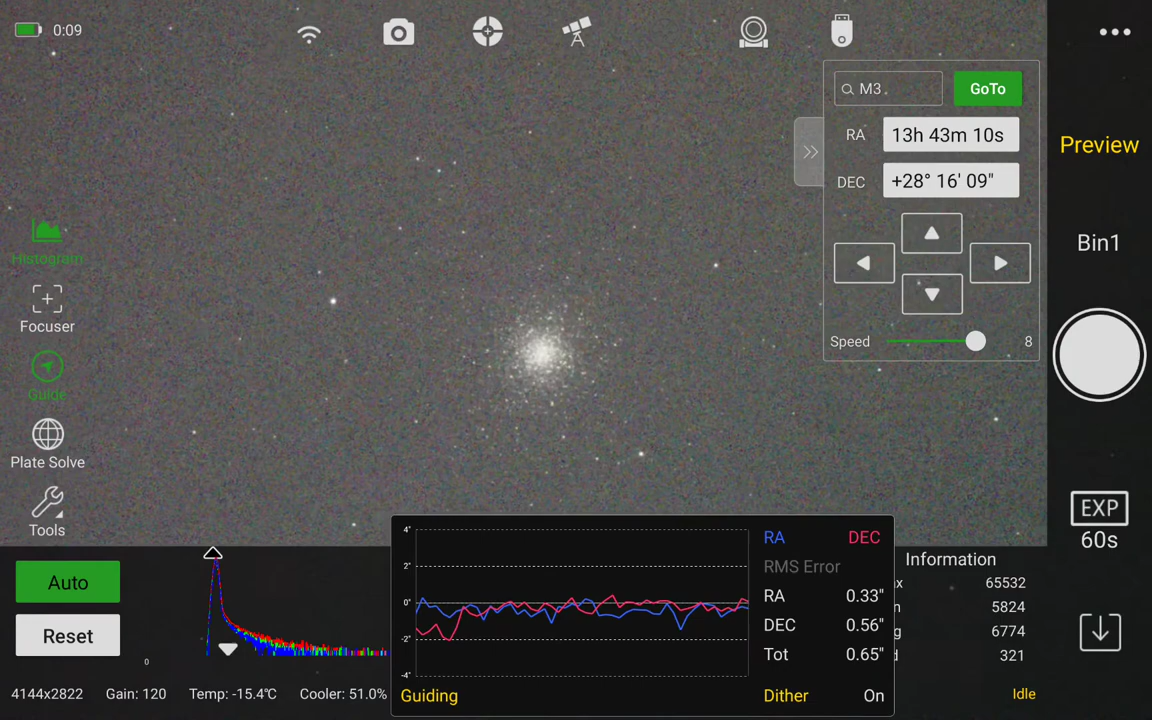 0:09
M3
GoTo
RA 13h 43m 10s
DEC +28° 16' 09"
Speed 8
Preview
Bin1
EXP
60s
Histogram
Focuser
Guide
Plate Solve
Tools
Auto
Reset
0
4144x2822 Gain: 120 Temp: -15.4℃ Cooler: 51.0%
4"
2"
0"
-2"
-4"
RA DEC
RMS Error
RA 0.33"
DEC 0.56"
Tot 0.65"
Guiding
Dither On
Information
x 65532
n 5824
g 6774
d 321
Idle